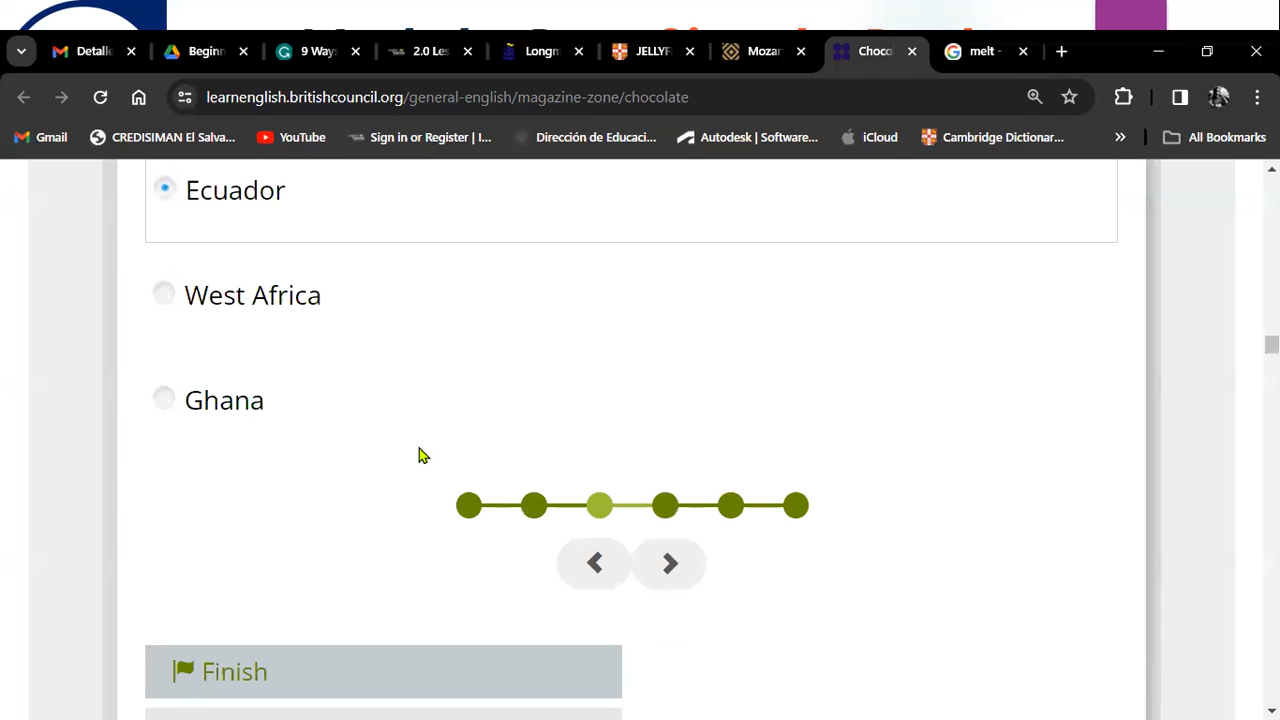 Detalle
Beginn
9 Ways
2.0 Les
Longm
JELLYF
Mozar
Choco
melt -
learnenglish.britishcouncil.org/general-english/magazine-zone/chocolate
Gmail
CREDISIMAN El Salva...
YouTube
Sign in or Register | I...
Dirección de Educaci...
Autodesk | Software...
iCloud
Cambridge Dictionar...
All Bookmarks
Ecuador
West Africa
Ghana
Finish